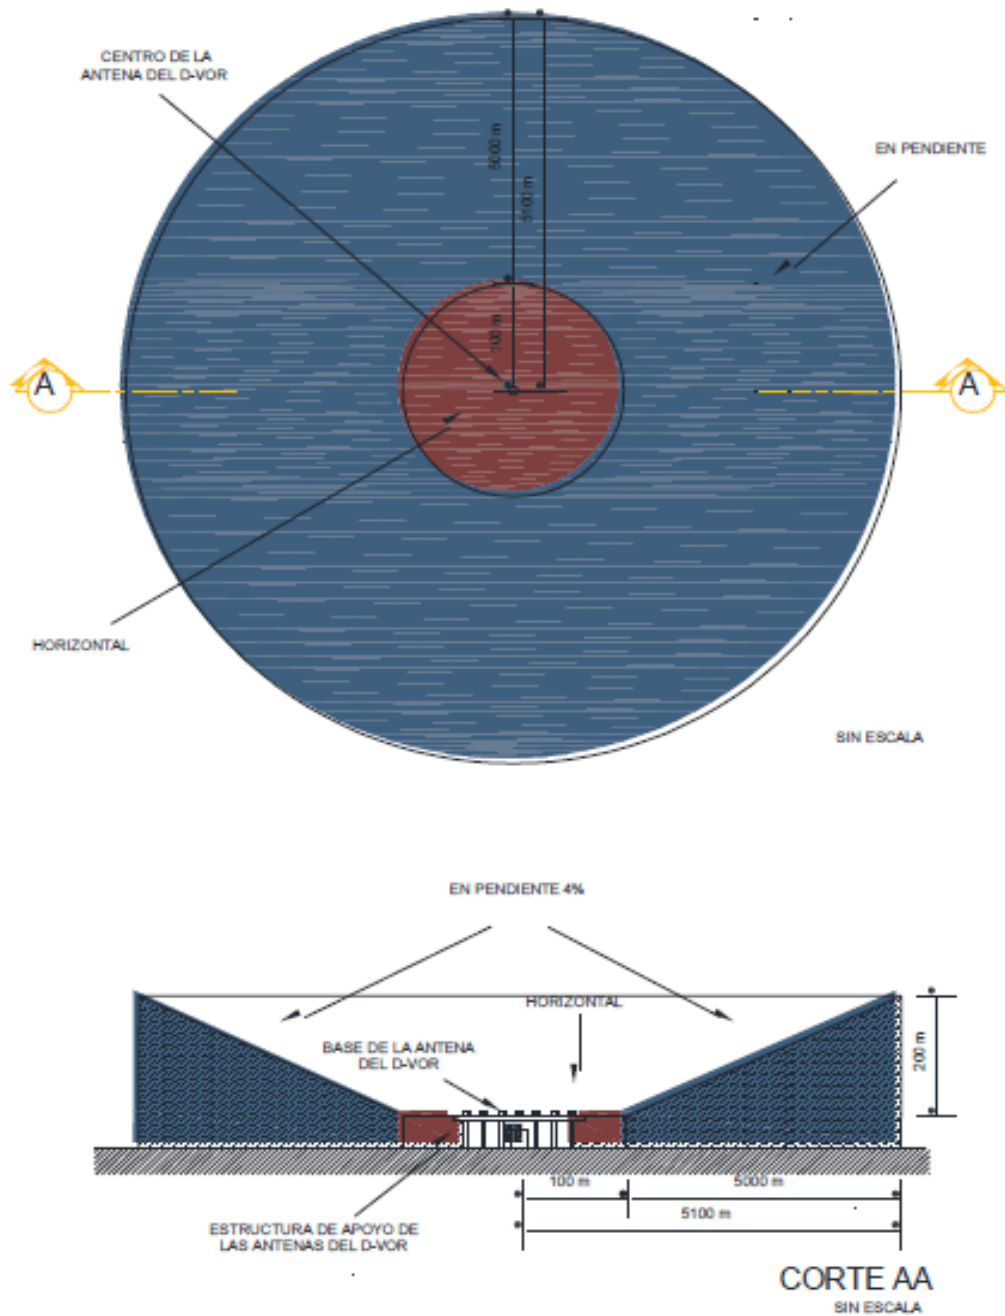 CENTRO DE LA
ANTENA DEL D-VOR
EN PENDIENTE
5000 m
5100 m
100 m
A
A
HORIZONTAL
SIN ESCALA
EN PENDIENTE 4%
HORIZONTAL
BASE DE LA ANTENA
DEL D-VOR
200 m
100 m
5000 m
5100 m
ESTRUCTURA DE APOYO DE
LAS ANTENAS DEL D-VOR
CORTE AA
SIN ESCALA